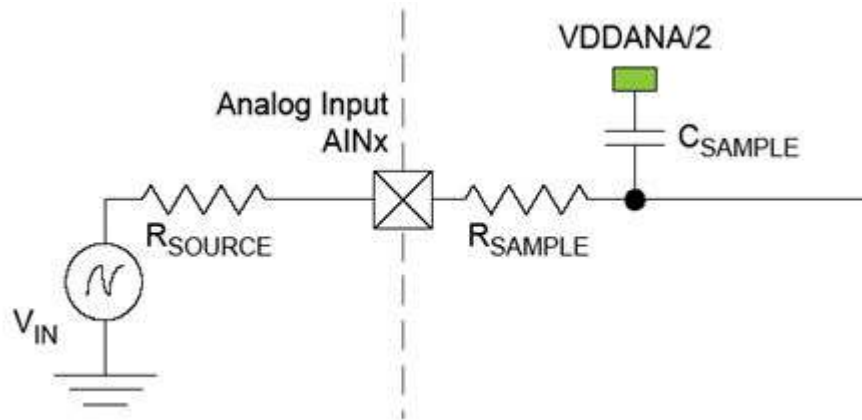 VDDANA/2
Analog Input
AINx
CSAMPLE
RSOURCE
RSAMPLE
VIN